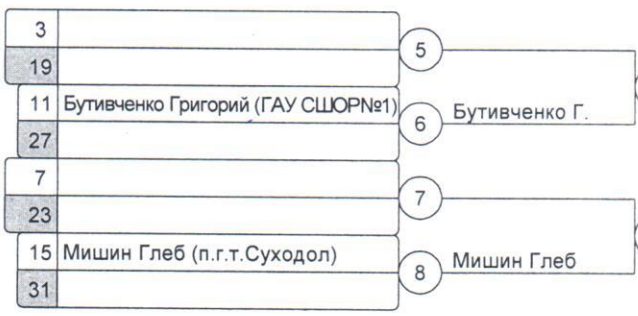 3
19
5
11 Бутивченко Григорий (ГАУ СШОР№1)
27
6 Бутивченко Г.
7
23
7
15 Мишин Глеб (п.г.т.Суходол)
31
8 Мишин Глеб